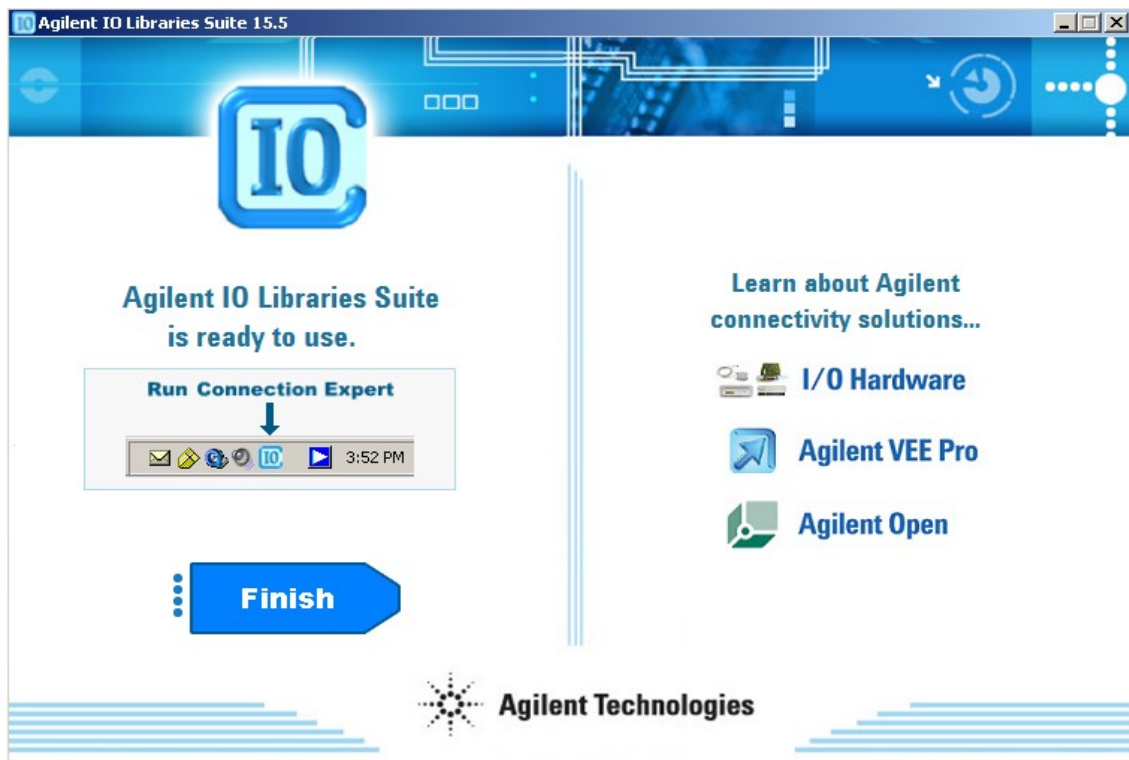 IO Agilent IO Libraries Suite 15.5
IO
Agilent IO Libraries Suite
is ready to use.
Run Connection Expert
IO 3:52 PM
Finish
Learn about Agilent
connectivity solutions...
I/O Hardware
Agilent VEE Pro
Agilent Open
Agilent Technologies